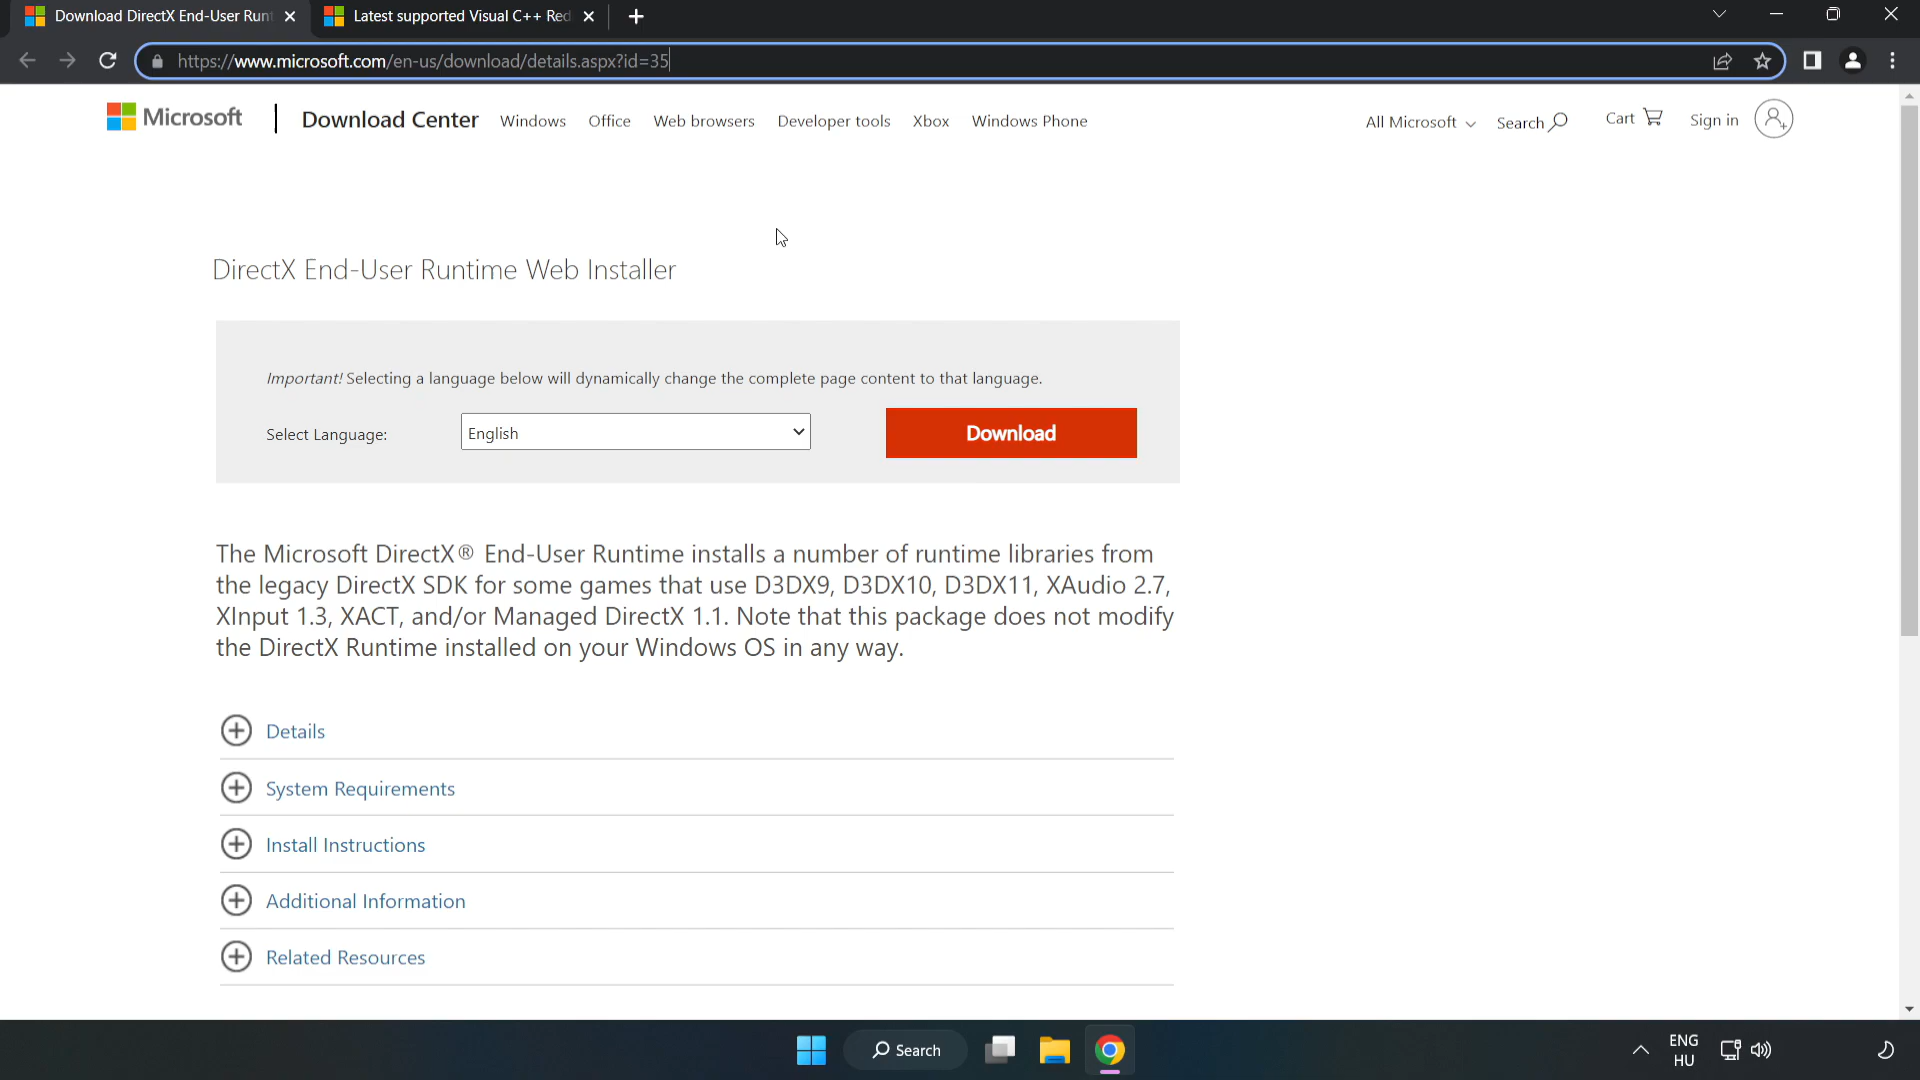 Download DirectX End-User Runt
Latest supported Visual C++ Red
https://www.microsoft.com/en-us/download/details.aspx?id=35
Microsoft
Download Center
Windows
Office
Web browsers
Developer tools
Xbox
Windows Phone
All Microsoft
Search
Cart
Sign in
DirectX End-User Runtime Web Installer
Important! Selecting a language below will dynamically change the complete page content to that language.
Select Language:
English
Download
The Microsoft DirectX® End-User Runtime installs a number of runtime libraries from
the legacy DirectX SDK for some games that use D3DX9, D3DX10, D3DX11, XAudio 2.7,
XInput 1.3, XACT, and/or Managed DirectX 1.1. Note that this package does not modify
the DirectX Runtime installed on your Windows OS in any way.
Details
System Requirements
Install Instructions
Additional Information
Related Resources
Search
ENG
HU